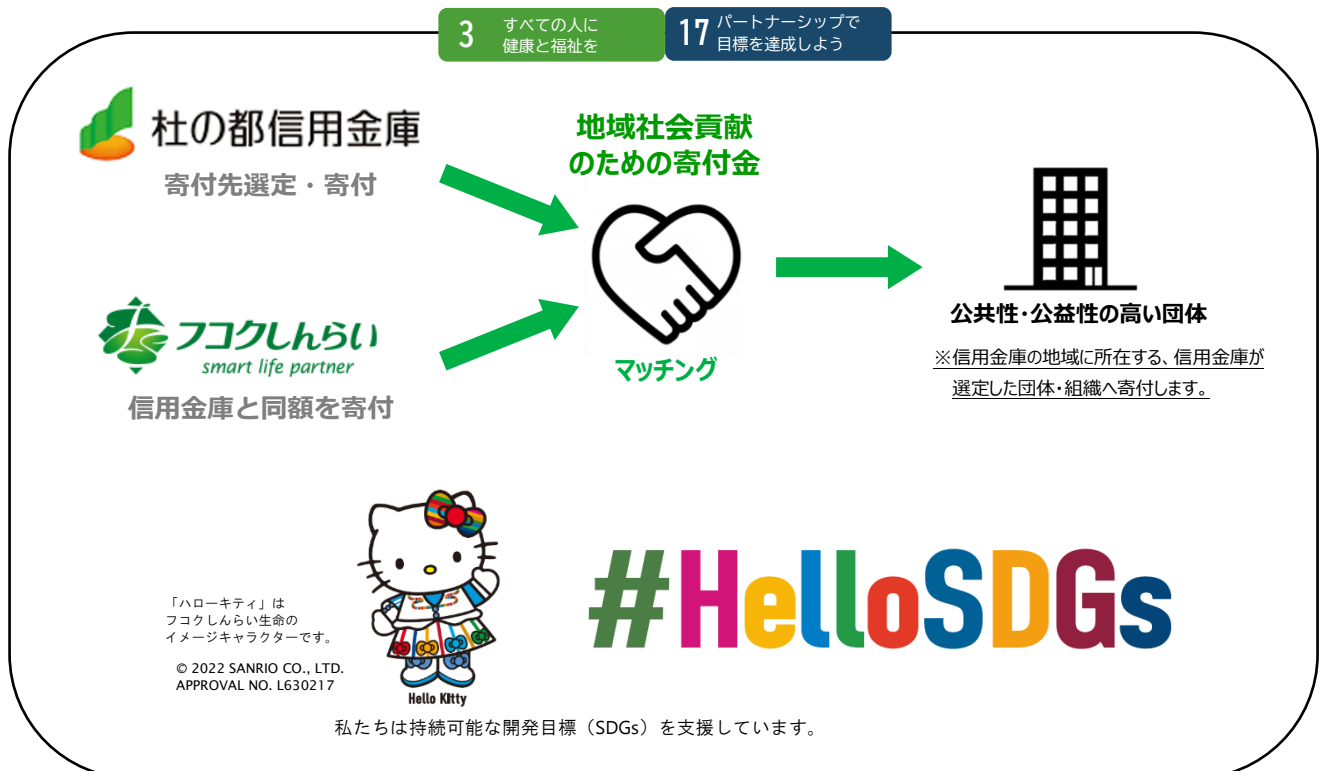 3 すべての人に
健康と福祉を
17 パートナーシップで
目標を達成しよう
杜の都信用金庫
寄付先選定・寄付
地域社会貢献
のための寄付金
フコクしんらい
smart life partner
信用金庫と同額を寄付
マッチング
公共性・公益性の高い団体
※信用金庫の地域に所在する、信用金庫が
選定した団体・組織へ寄付します。
「ハローキティ」は
フコクしんらい生命の
イメージキャラクターです。
© 2022 SANRIO CO., LTD.
APPROVAL NO. L630217
Hello Kitty
#HelloSDGs
私たちは持続可能な開発目標（SDGs）を支援しています。